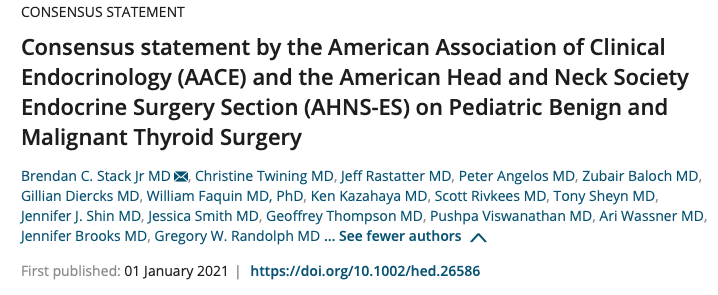 CONSENSUS STATEMENT
Consensus statement by the American Association of Clinical
Endocrinology (AACE) and the American Head and Neck Society
Endocrine Surgery Section (AHNS-ES) on Pediatric Benign and
Malignant Thyroid Surgery
Brendan C. Stack Jr MD, Christine Twining MD, Jeff Rastatter MD, Peter Angelos MD, Zubair Baloch MD,
Gillian Diercks MD, William Faquin MD, PhD, Ken Kazahaya MD, Scott Rivkees MD, Tony Sheyn MD,
Jennifer J. Shin MD, Jessica Smith MD, Geoffrey Thompson MD, Pushpa Viswanathan MD, Ari Wassner MD,
Jennifer Brooks MD, Gregory W. Randolph MD ... See fewer authors
First published: 01 January 2021 | https://doi.org/10.1002/hed.26586